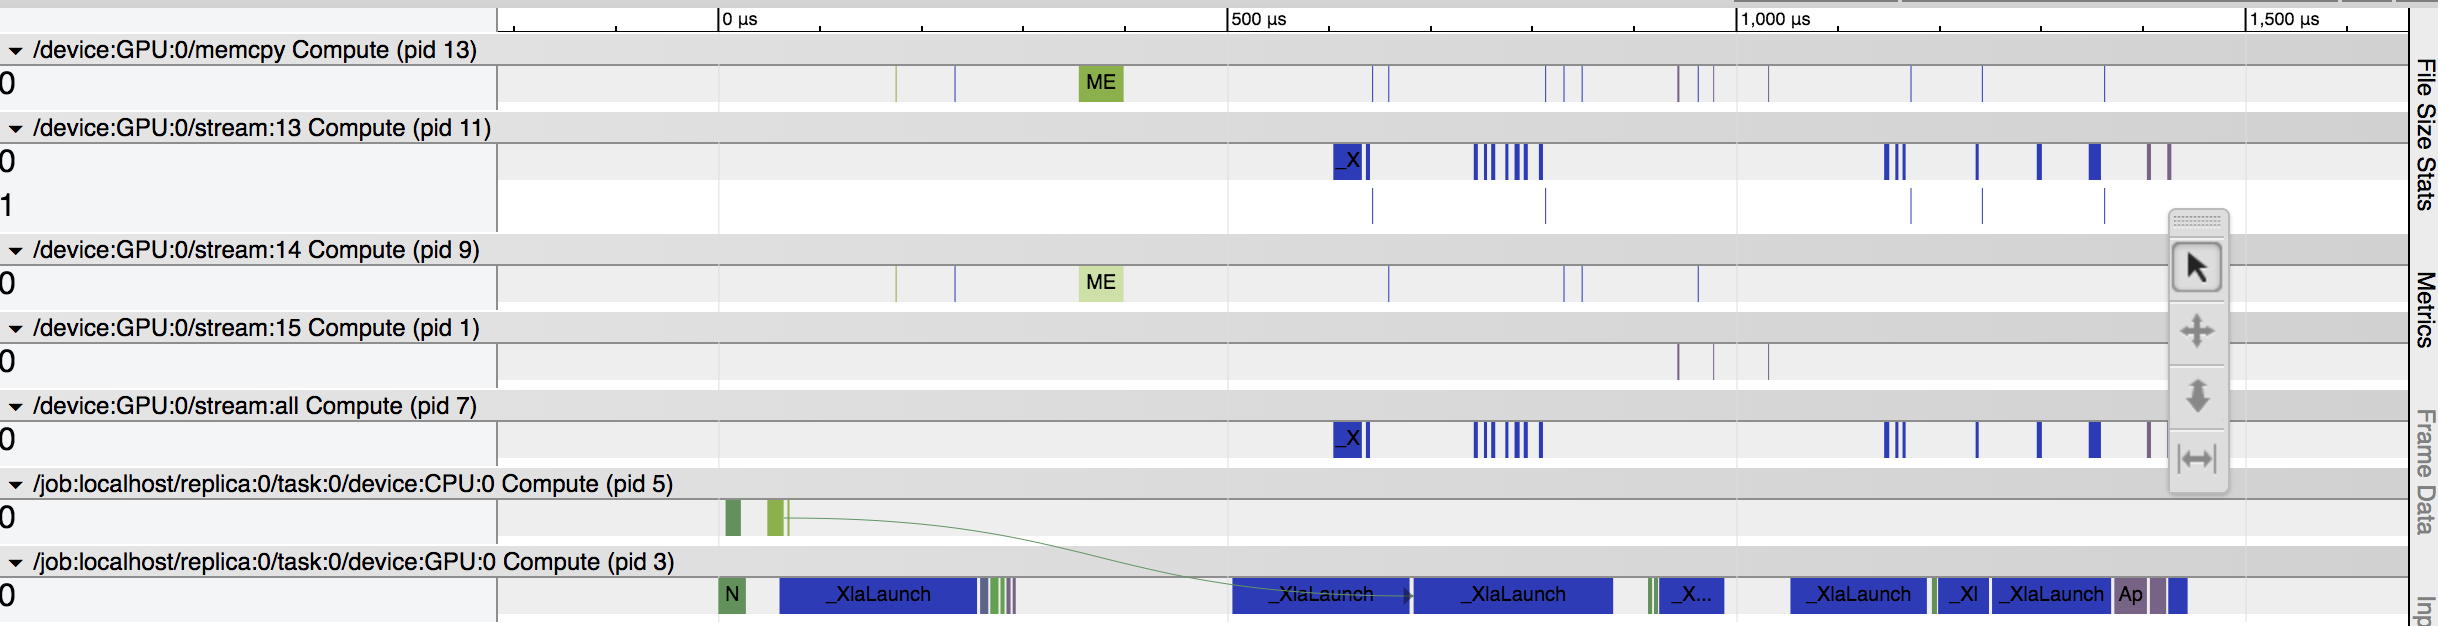 0 µs 500 µs 1,000 µs 1,500 µs
/device:GPU:0/memcpy Compute (pid 13)
0 ME
/device:GPU:0/stream:13 Compute (pid 11)
0 _X
1
/device:GPU:0/stream:14 Compute (pid 9)
0 ME
/device:GPU:0/stream:15 Compute (pid 1)
0
/device:GPU:0/stream:all Compute (pid 7)
0 _X
/job:localhost/replica:0/task:0/device:CPU:0 Compute (pid 5)
0
/job:localhost/replica:0/task:0/device:GPU:0 Compute (pid 3)
0 N _XlaLaunch _XlaLaunch _XlaLaunch _X... _XlaLaunch _Xl _XlaLaunch Ap
File Size Stats
Metrics
Frame Data